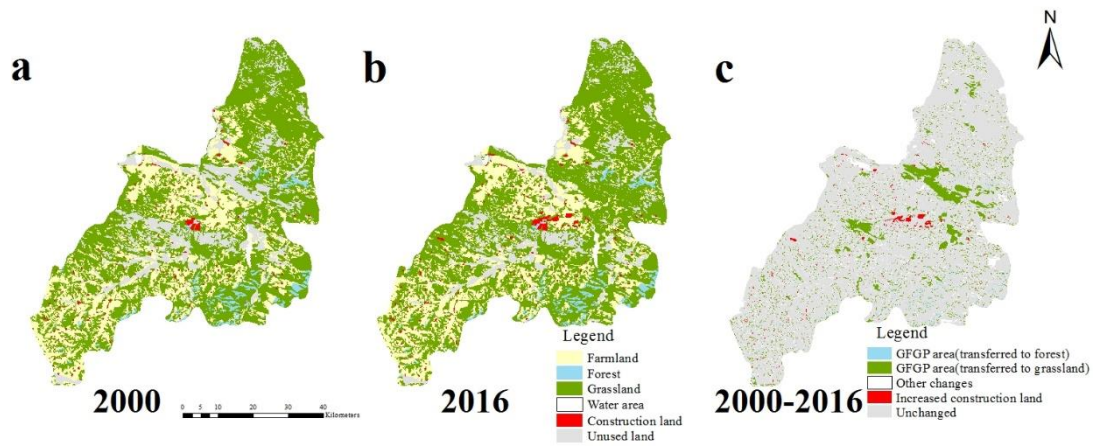 a
b
c
N
2000
0 5 10 20 30 40
Kilometers
2016
Legend
Farmland
Forest
Grassland
Water area
Construction land
Unused land
2000-2016
Legend
GFGP area(transferred to forest)
GFGP area(transferred to grassland)
Other changes
Increased construction land
Unchanged